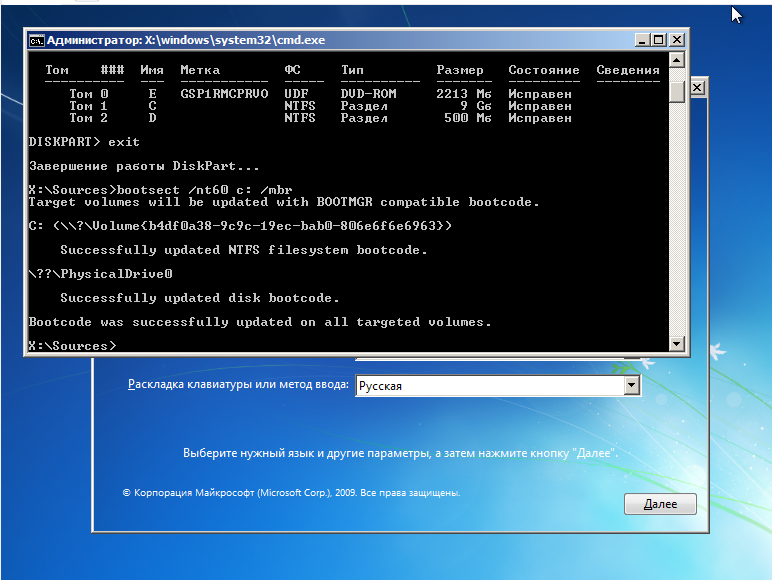 Администратор: X:\windows\system32\cmd.exe
Том ### Имя Метка ФС Тип Размер Состояние Сведения
---------- --- ----------- ----- ---------- ------- --------- --------
Том 0 E GSP1RMCPRVO UDF DVD-ROM 2213 Mб Исправен
Том 1 C NTFS Раздел 9 Gб Исправен
Том 2 D NTFS Раздел 500 Mб Исправен
DISKPART> exit
Завершение работы DiskPart...
X:\Sources>bootsect /nt60 c: /mbr
Target volumes will be updated with BOOTMGR compatible bootcode.
C: (\\?\Volume{b4df0a38-9c9c-19ec-bab0-806e6f6e6963})
Successfully updated NTFS filesystem bootcode.
\??\PhysicalDrive0
Successfully updated disk bootcode.
Bootcode was successfully updated on all targeted volumes.
X:\Sources>
Раскладка клавиатуры или метод ввода: Русская
Выберите нужный язык и другие параметры, а затем нажмите кнопку "Далее".
© Корпорация Майкрософт (Microsoft Corp.), 2009. Все права защищены.
Далее